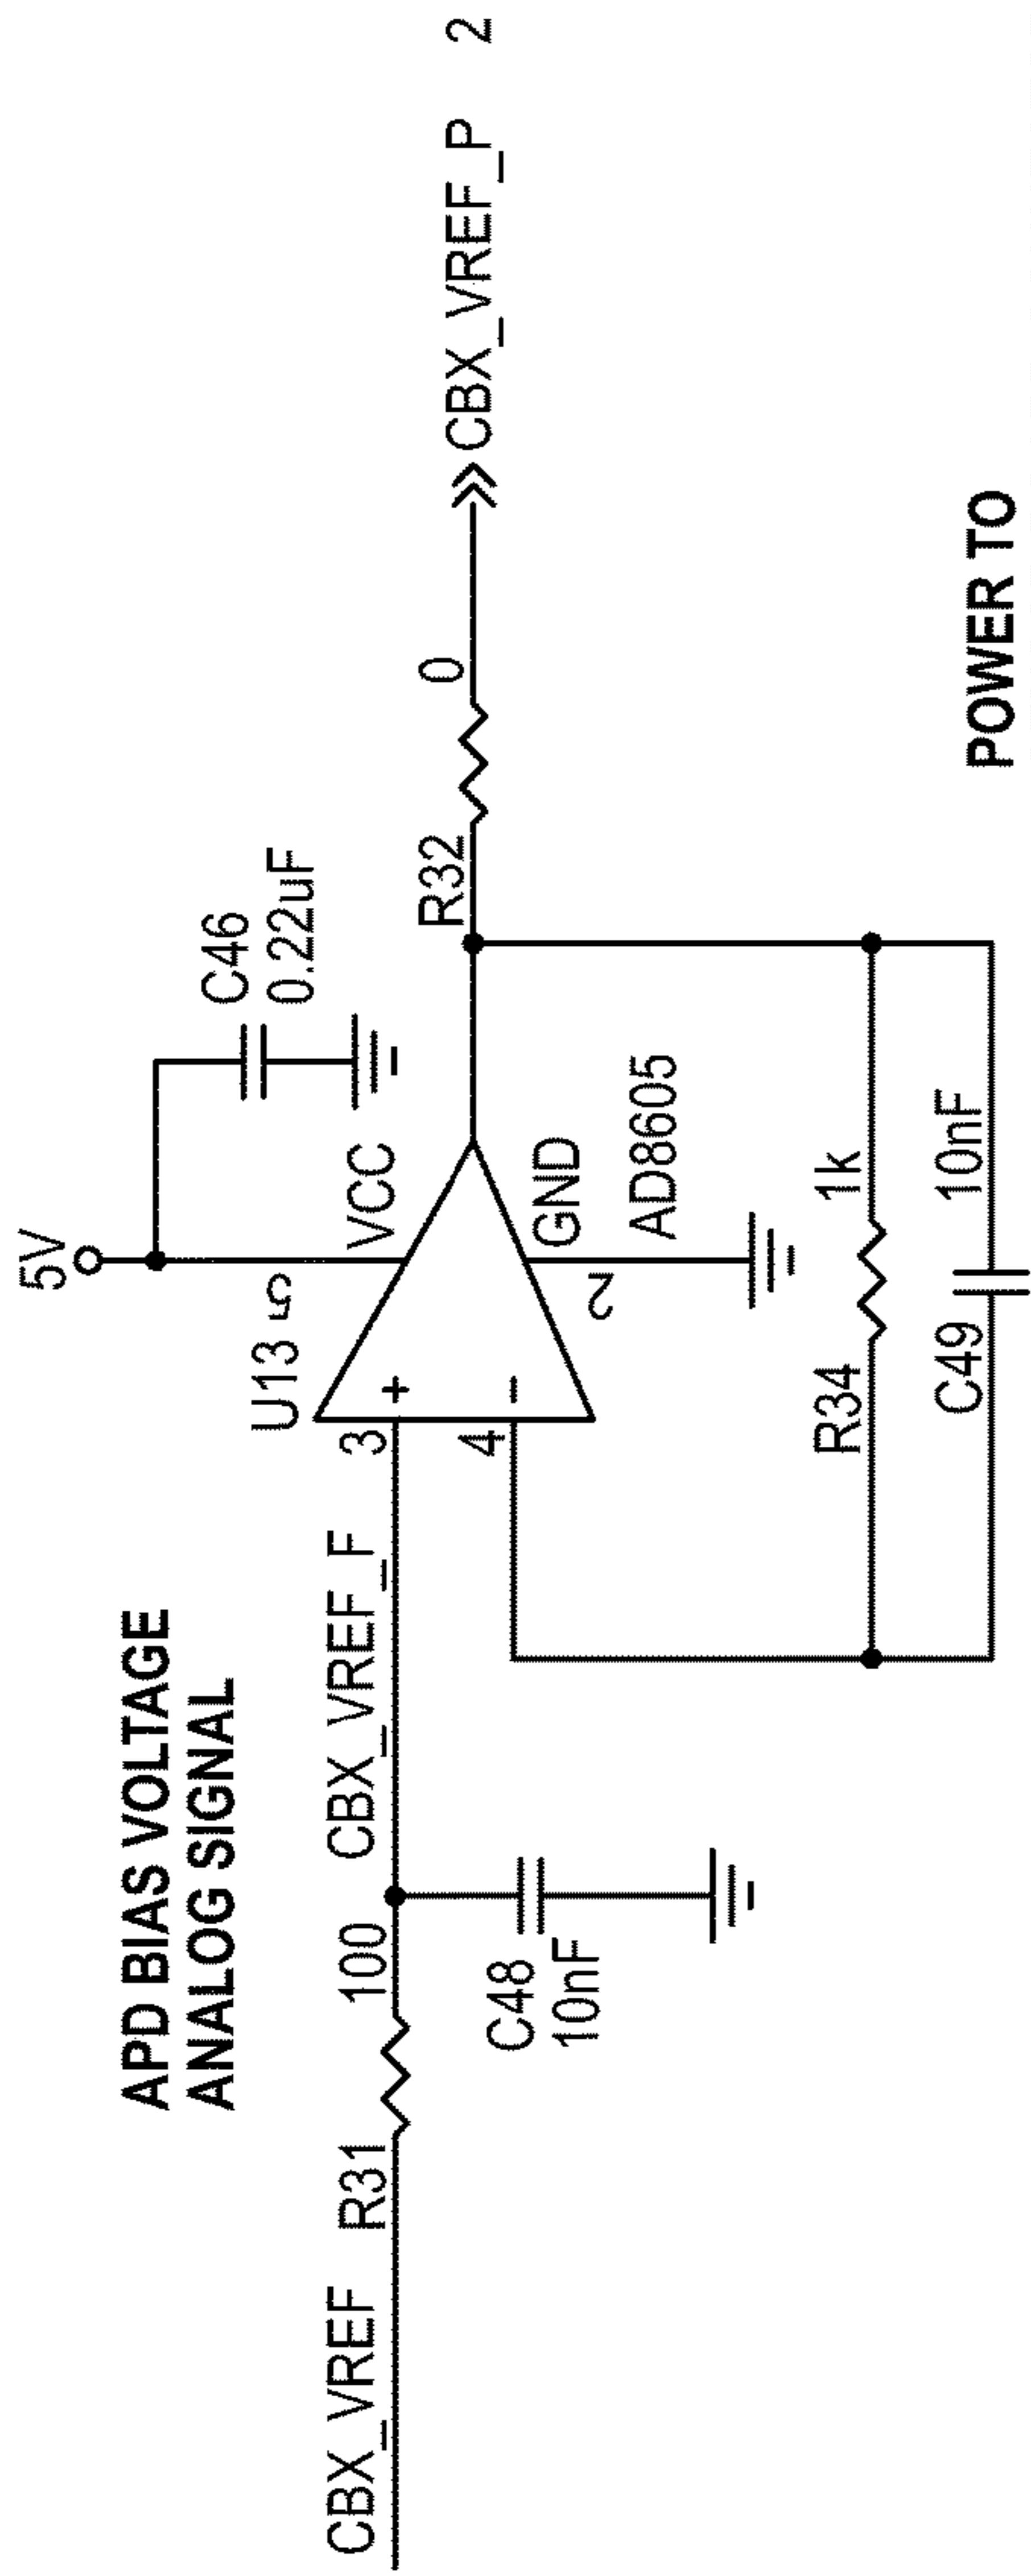 APD BIAS VOLTAGE
ANALOG SIGNAL
5V
C46
0.22uF
U13
5
VCC
CBX_VREF
R31
100
CBX_VREF_F
3
+
4
-
GND
2
AD8605
R32
0
CBX_VREF_P
2
C48
10nF
R34
1k
C49
10nF
POWER TO